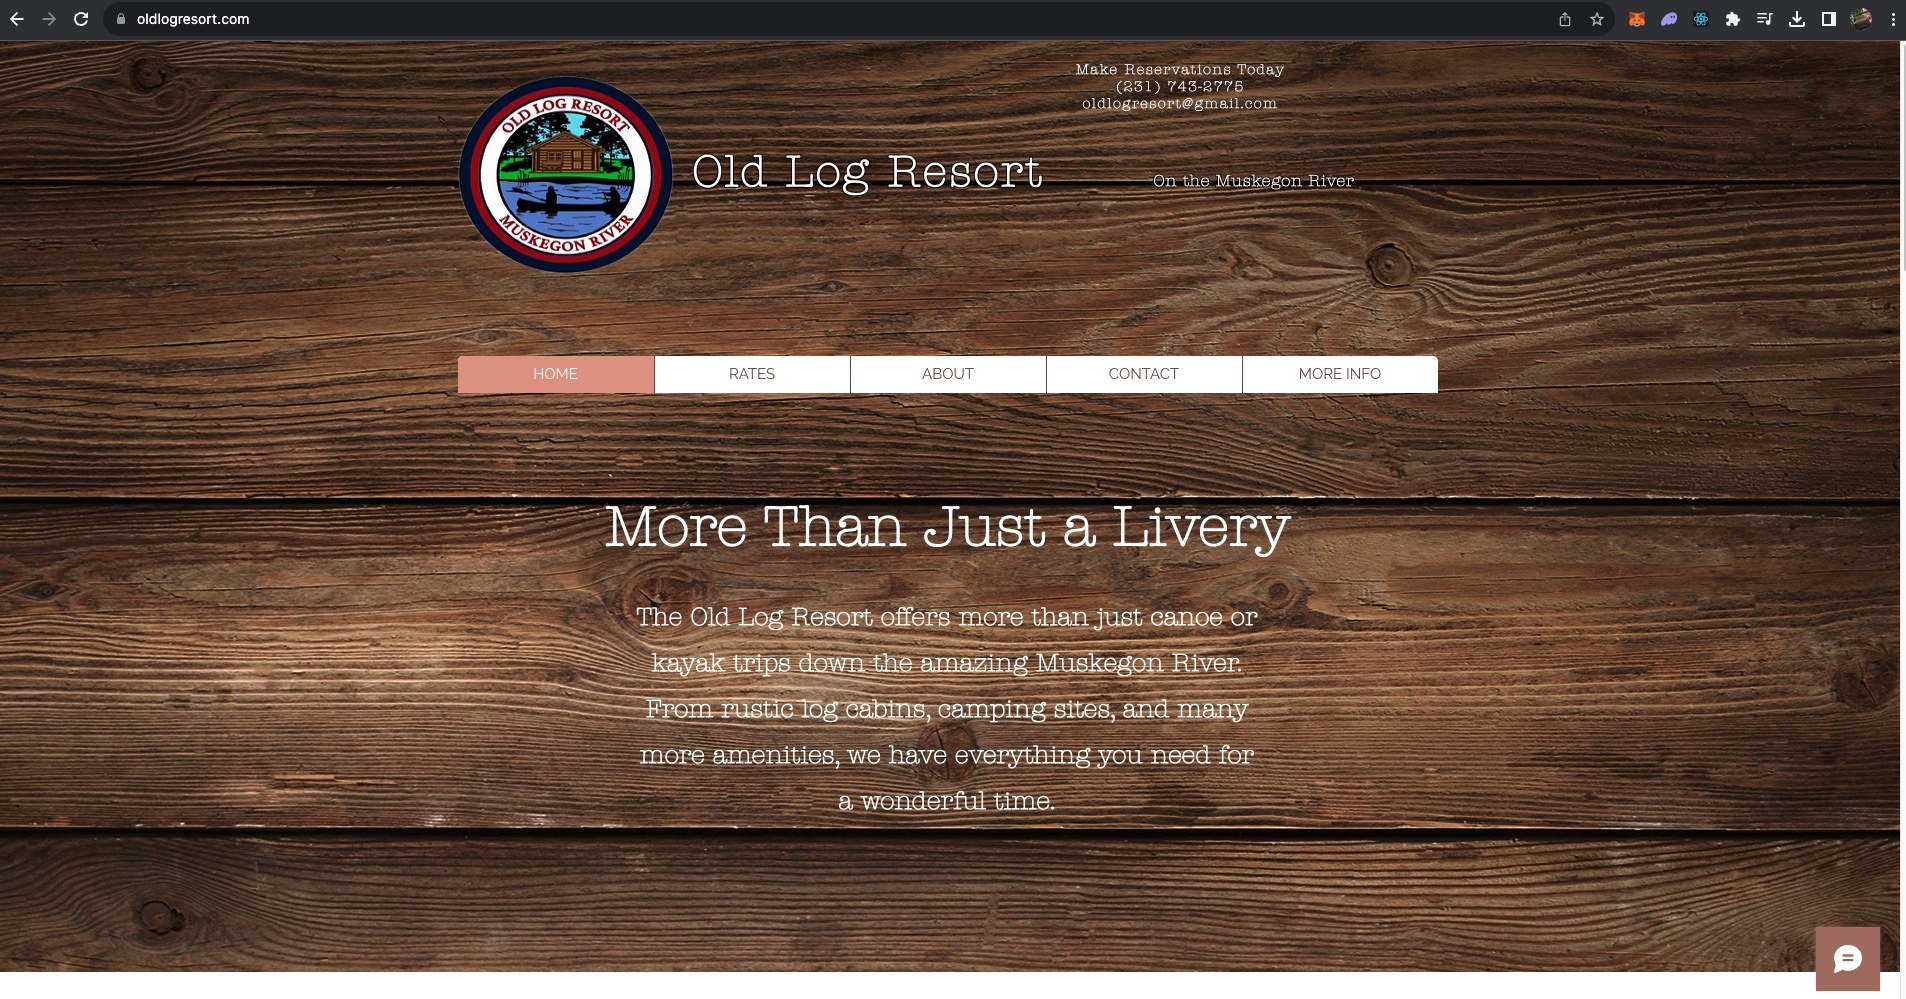 oldlogresort.com
Make Reservations Today
(231) 743-2775
oldlogresort@gmail.com
OLD LOG RESORT
MUSKEGON RIVER
Old Log Resort
On the Muskegon River
HOME RATES ABOUT CONTACT MORE INFO
More Than Just a Livery
The Old Log Resort offers more than just canoe or
kayak trips down the amazing Muskegon River.
From rustic log cabins, camping sites, and many
more amenities, we have everything you need for
a wonderful time.